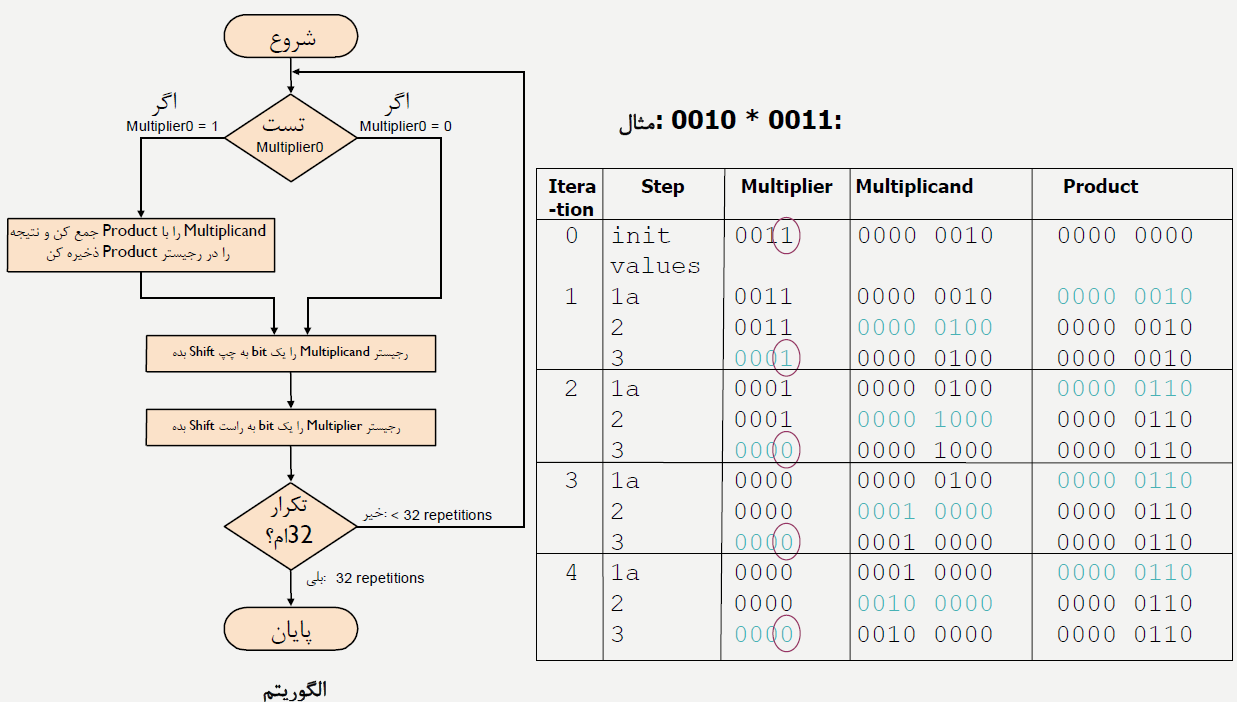 شروع
اگر
Multiplier0 = 1
اگر
Multiplier0 = 0
تست
Multiplier0
Multiplicand را با Product جمع کن و نتیجه
را در رجیستر Product ذخیره کن
رجیستر Multiplicand را یک bit به چپ Shift بده
رجیستر Multiplier را یک bit به راست Shift بده
تکرار
32ام؟
خیر: < 32 repetitions
بلی: 32 repetitions
پایان
الگوریتم
مثال: 0010 * 0011:
Itera
-tion
Step Multiplier Multiplicand Product
0 init 0011 0000 0010 0000 0000
values
1 1a 0011 0000 0010 0000 0010
2 0011 0000 0100 0000 0010
3 0001 0000 0100 0000 0010
2 1a 0001 0000 0100 0000 0110
2 0001 0000 1000 0000 0110
3 0000 0000 1000 0000 0110
3 1a 0000 0000 0100 0000 0110
2 0000 0001 0000 0000 0110
3 0000 0001 0000 0000 0110
4 1a 0000 0001 0000 0000 0110
2 0000 0010 0000 0000 0110
3 0000 0010 0000 0000 0110